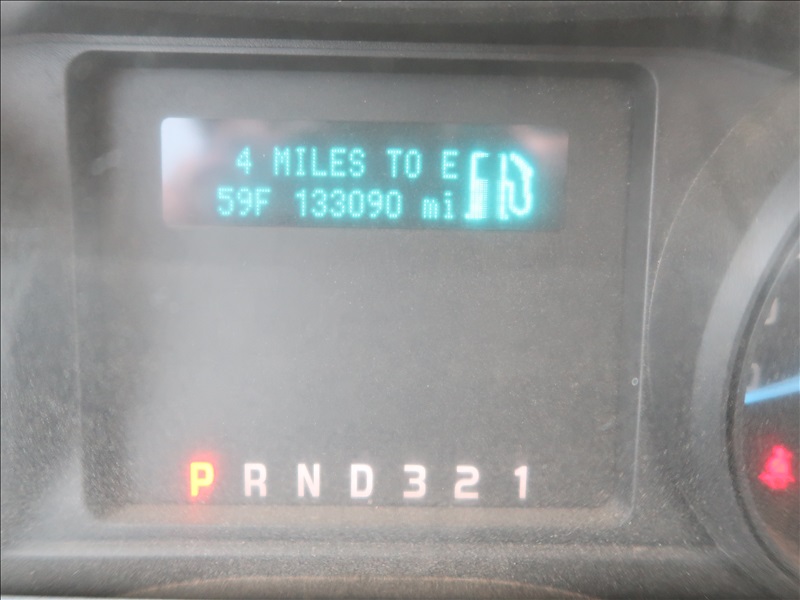 4 MILES TO E
59F 133090 mi
P R N D 3 2 1